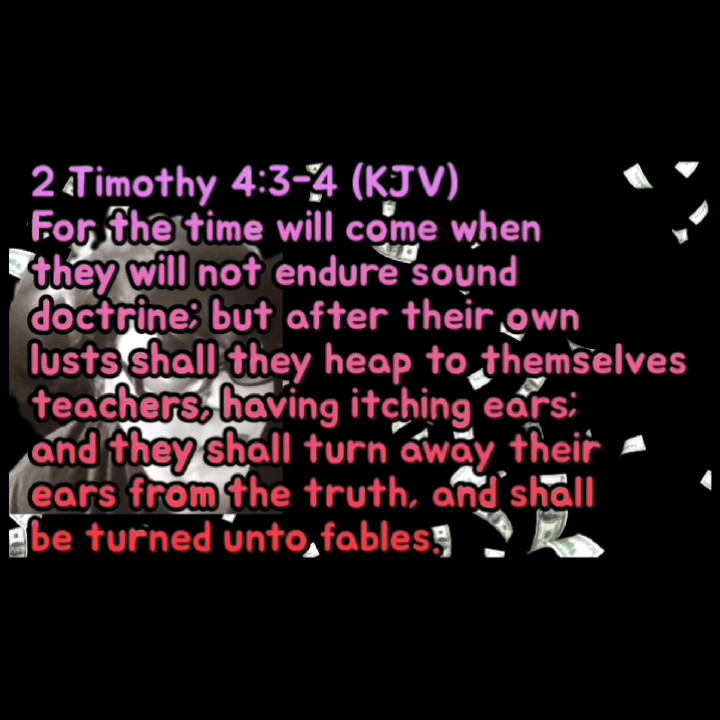 2 Timothy 4:3-4 (KJV)
For the time will come when
they will not endure sound
doctrine; but after their own
lusts shall they heap to themselves
teachers, having itching ears;
and they shall turn away their
ears from the truth, and shall
be turned unto fables.